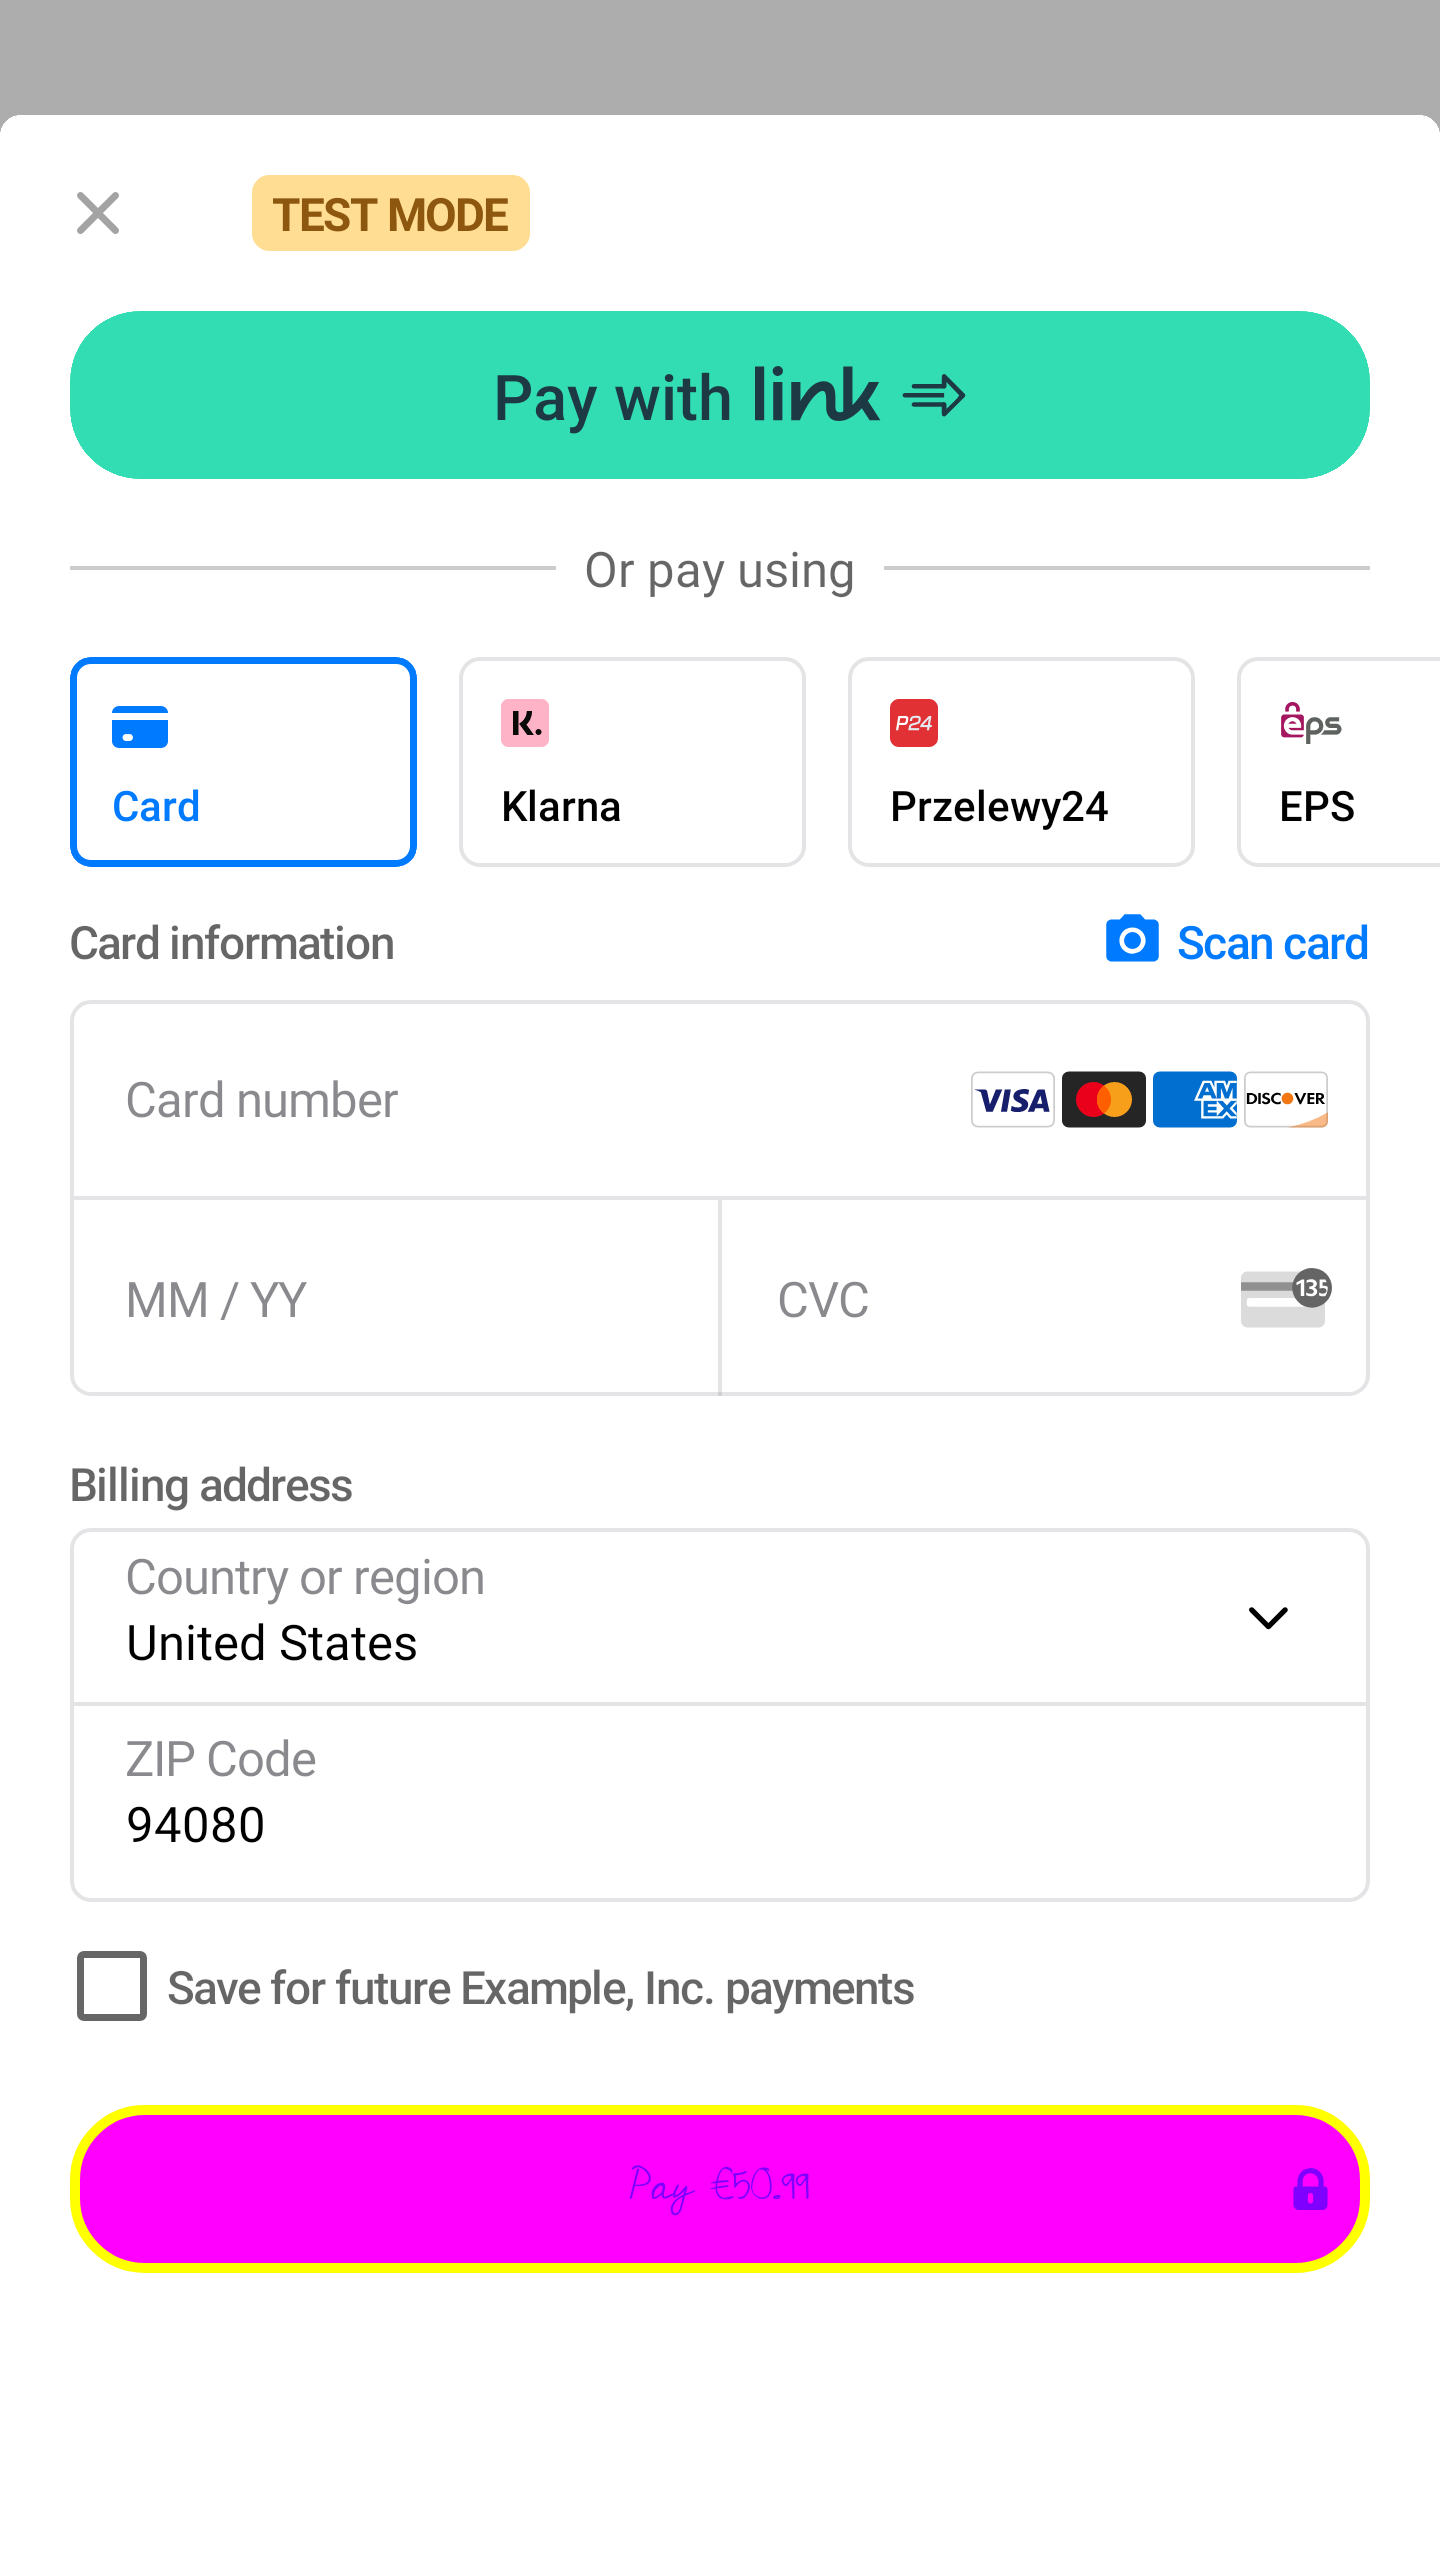 TEST MODE
Pay with link
Or pay using
K.
P24
eps
Card
Klarna
Przelewy24
EPS
Card information
Scan card
Card number
VISA
AM
EX
DISCOVER
MM / YY
CVC
135
Billing address
Country or region
United States
ZIP Code
94080
Save for future Example, Inc. payments
Pay €50.99